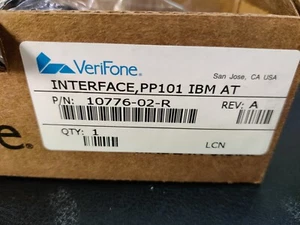 VeriFone®
San Jose, CA USA
INTERFACE,PP101 IBM AT
P/N: 10776-02-R
REV: A
QTY: 1
LCN
e.